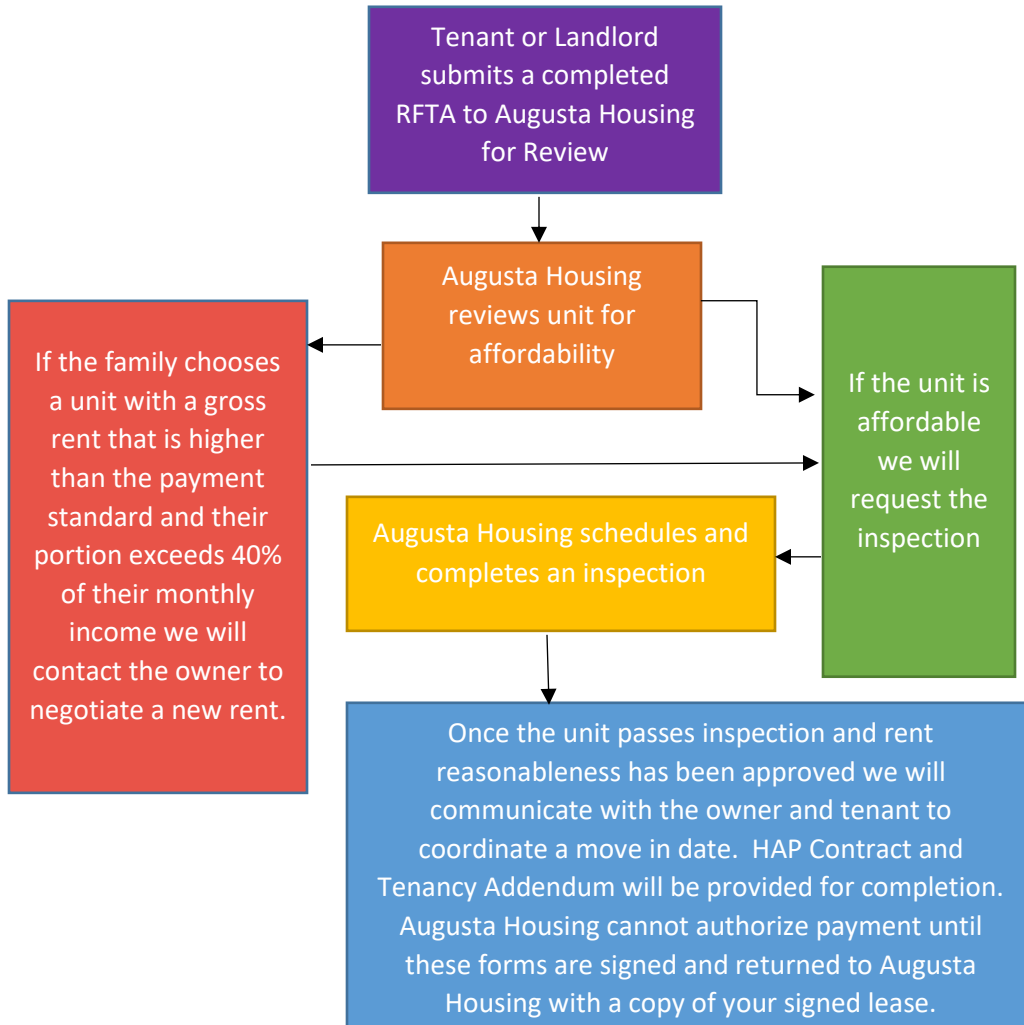 Tenant or Landlord
submits a completed
RFTA to Augusta Housing
for Review
Augusta Housing
reviews unit for
affordability
If the family chooses
a unit with a gross
rent that is higher
than the payment
standard and their
portion exceeds 40%
of their monthly
income we will
contact the owner to
negotiate a new rent.
If the unit is
affordable
we will
request the
inspection
Augusta Housing schedules and
completes an inspection
Once the unit passes inspection and rent
reasonableness has been approved we will
communicate with the owner and tenant to
coordinate a move in date.  HAP Contract and
Tenancy Addendum will be provided for completion.
Augusta Housing cannot authorize payment until
these forms are signed and returned to Augusta
Housing with a copy of your signed lease.